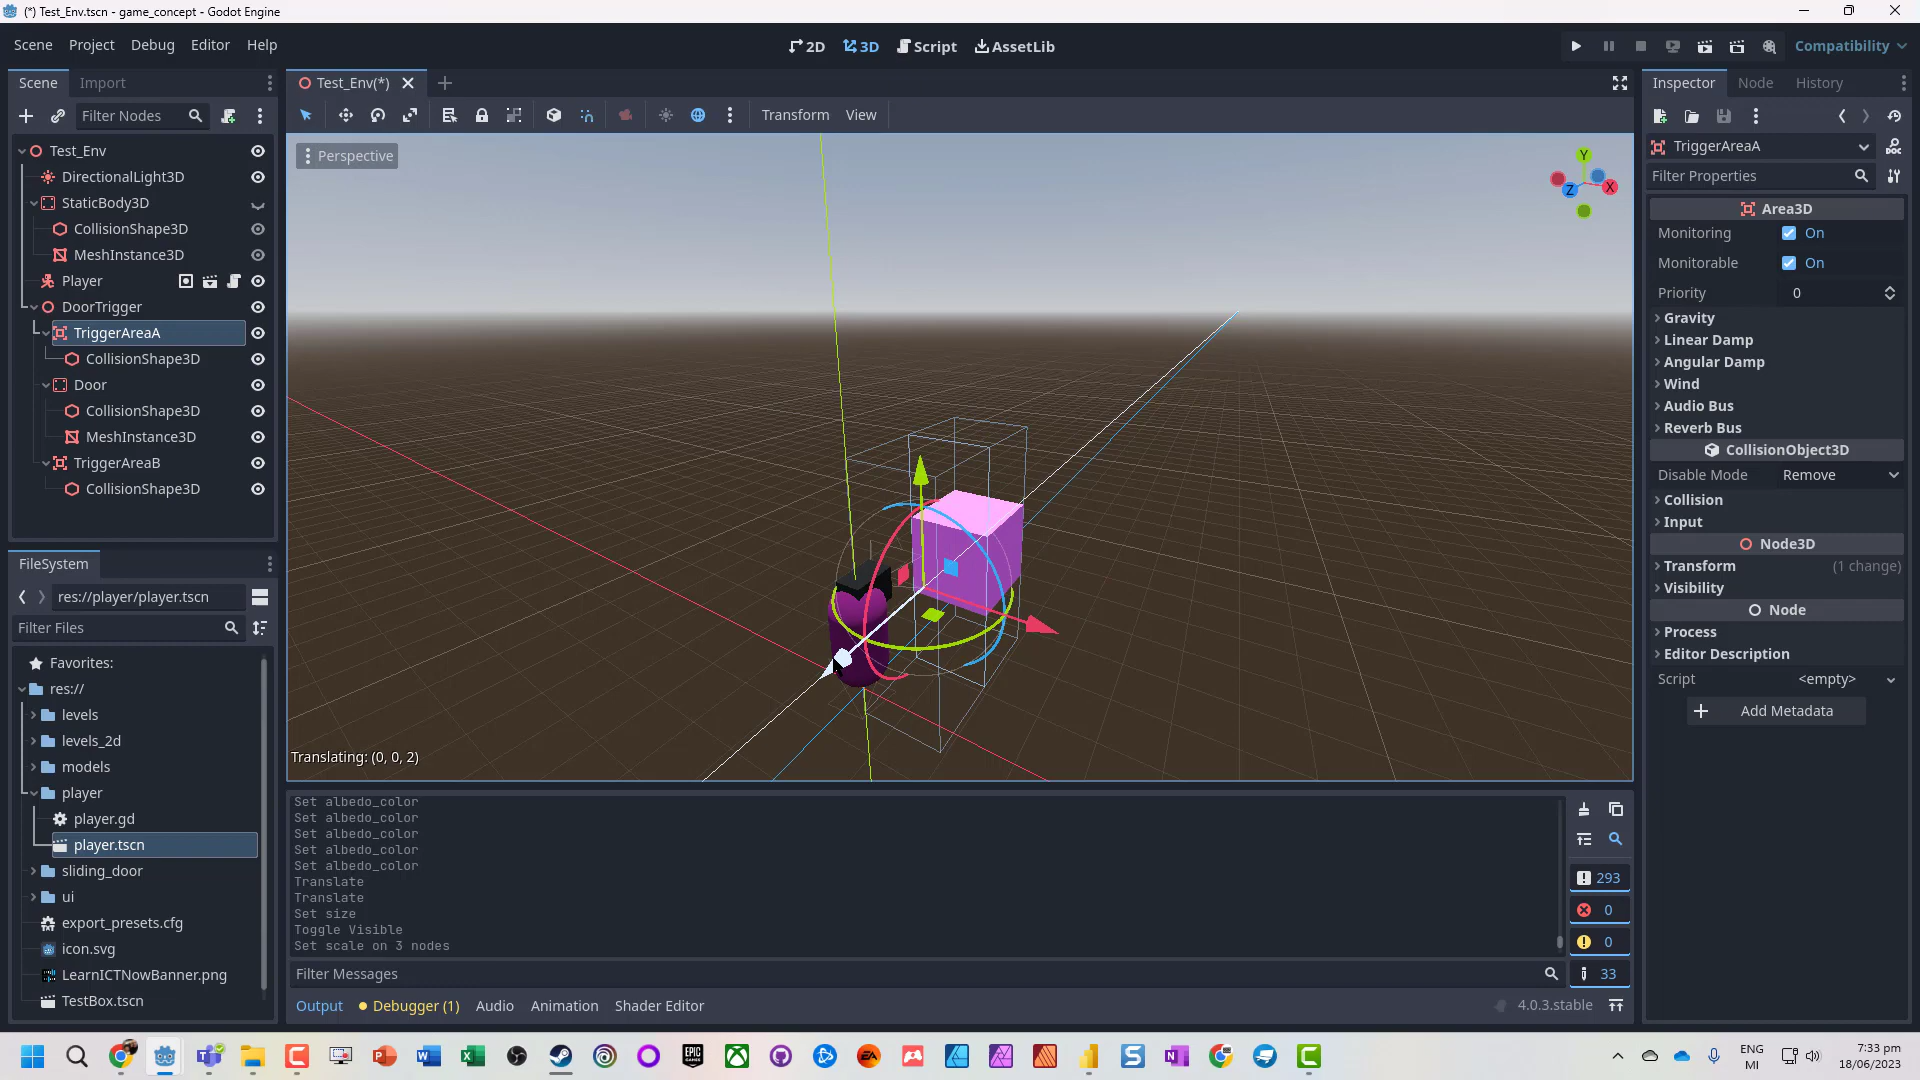 (*) Test_Env.tscn - game_concept - Godot Engine
Scene Project Debug Editor Help
2D 3D Script AssetLib
Compatibility
Scene Import
Test_Env(*)
Inspector Node History
Filter Nodes
Transform View
TriggerAreaA
Filter Properties
Test_Env
DirectionalLight3D
StaticBody3D
CollisionShape3D
MeshInstance3D
Player
DoorTrigger
TriggerAreaA
CollisionShape3D
Door
CollisionShape3D
MeshInstance3D
TriggerAreaB
CollisionShape3D
Perspective
Y
X
Z
Translating: (0, 0, 2)
Area3D
Monitoring On
Monitorable On
Priority 0
Gravity
Linear Damp
Angular Damp
Wind
Audio Bus
Reverb Bus
CollisionObject3D
Disable Mode Remove
Collision
Input
Node3D
Transform (1 change)
Visibility
Node
Process
Editor Description
Script <empty>
Add Metadata
FileSystem
res://player/player.tscn
Filter Files
Favorites:
res://
levels
levels_2d
models
player
player.gd
player.tscn
sliding_door
ui
export_presets.cfg
icon.svg
LearnICTNowBanner.png
TestBox.tscn
Set albedo_color
Set albedo_color
Set albedo_color
Set albedo_color
Set albedo_color
Translate
Translate
Set size
Toggle Visible
Set scale on 3 nodes
293
0
0
33
Filter Messages
Output Debugger (1) Audio Animation Shader Editor
4.0.3.stable
ENG
MI
7:33 pm
18/06/2023